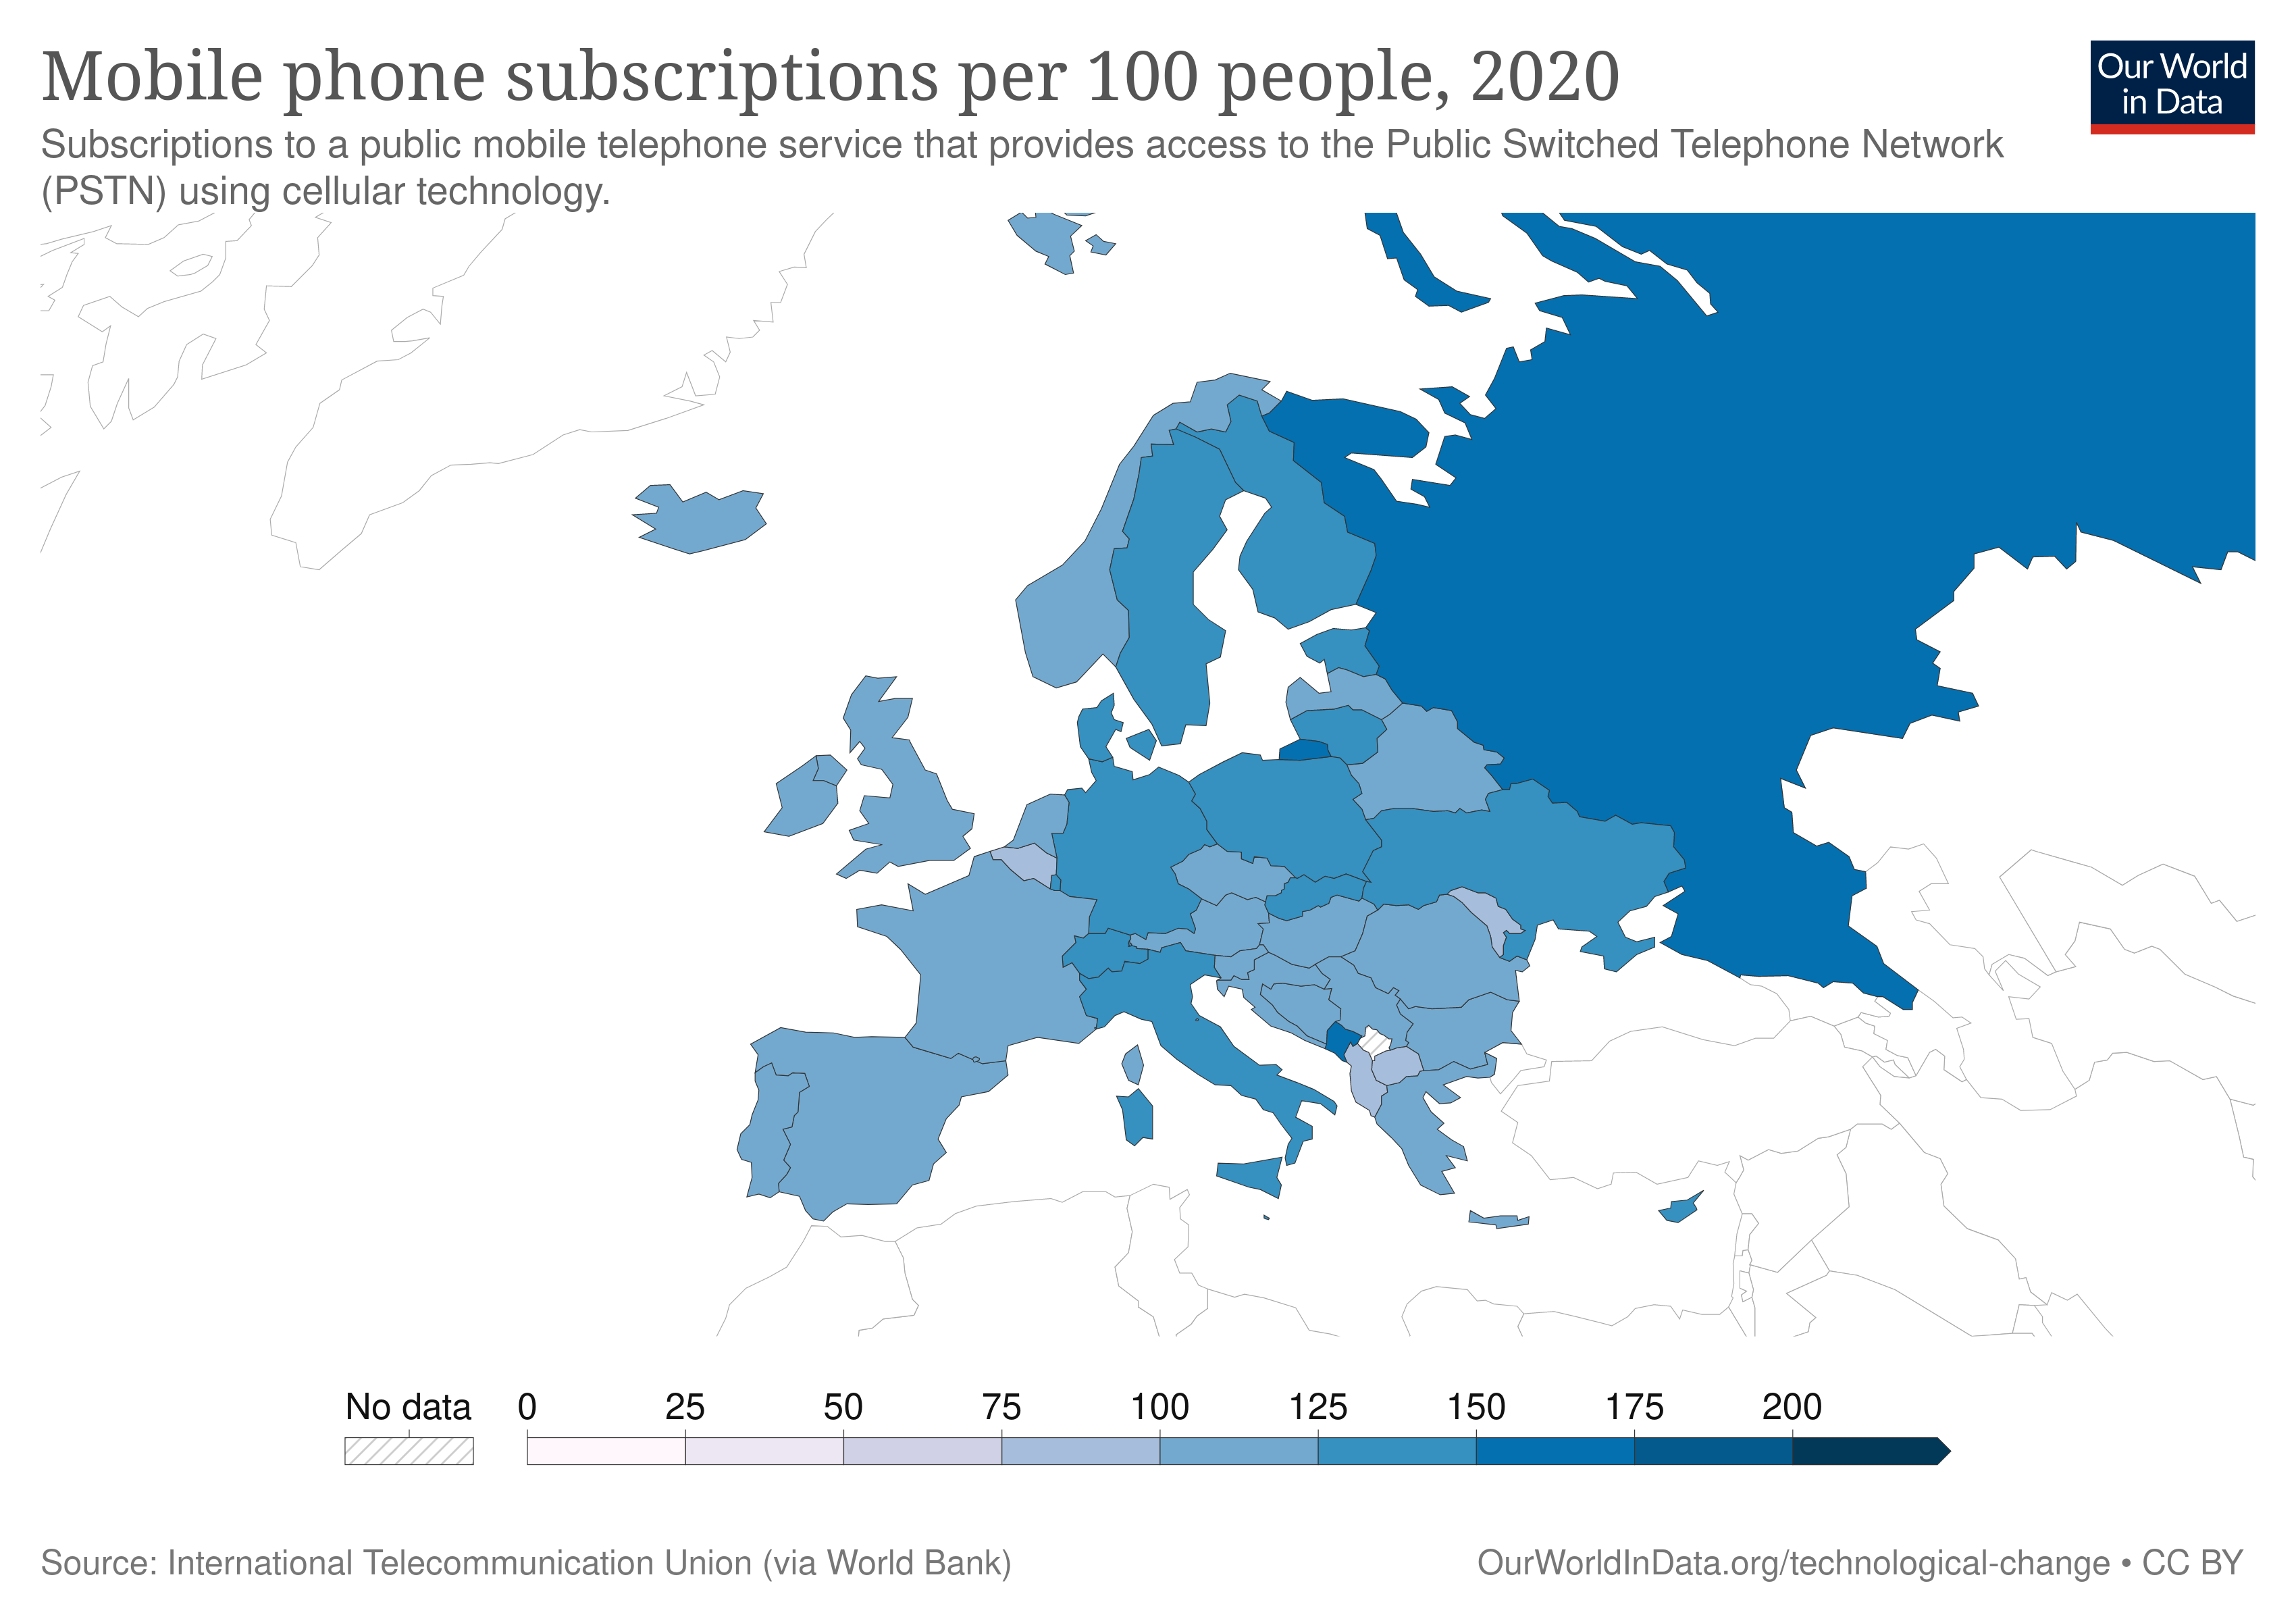 Mobile phone subscriptions per 100 people, 2020
Our World
in Data
Subscriptions to a public mobile telephone service that provides access to the Public Switched Telephone Network
(PSTN) using cellular technology.
No data 0 25 50 75 100 125 150 175 200
Source: International Telecommunication Union (via World Bank)
OurWorldInData.org/technological-change • CC BY